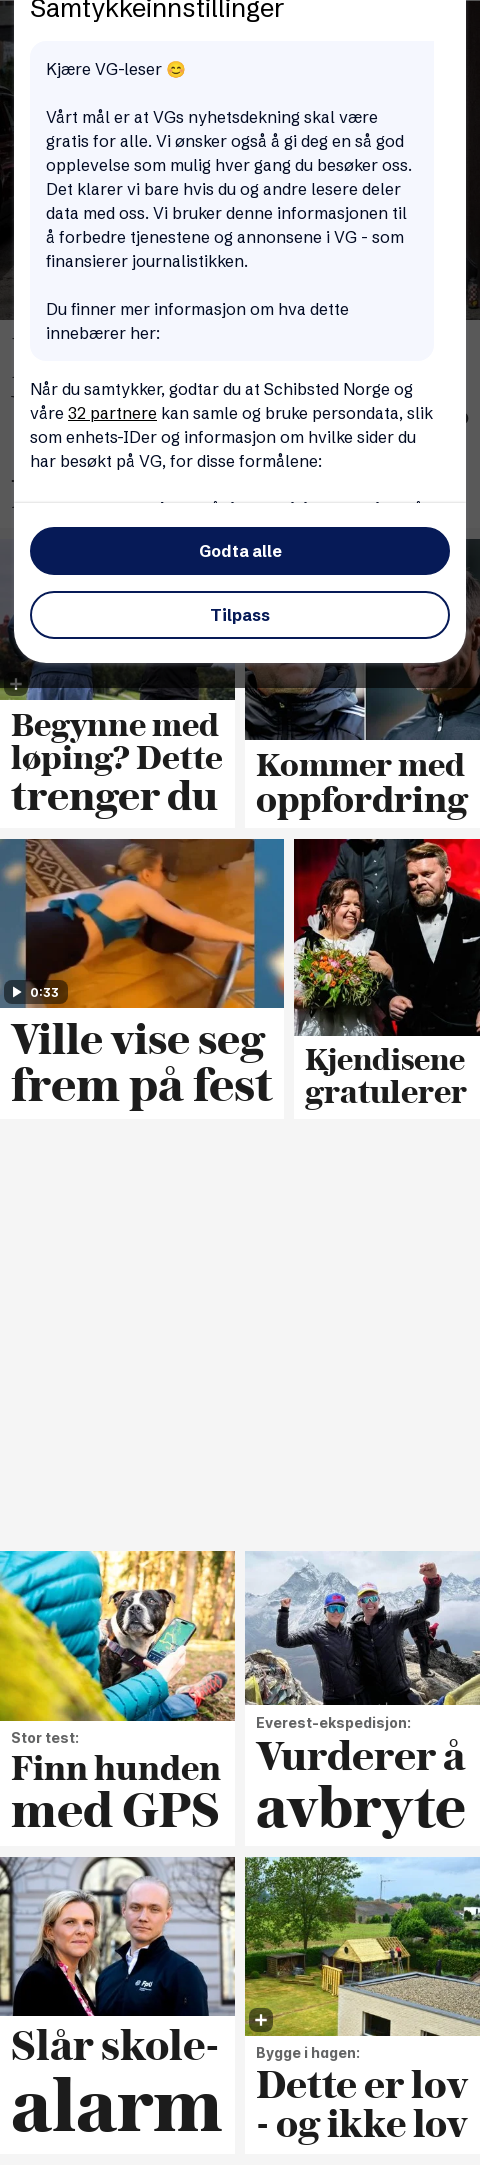 Samtykkeinnstillinger
Kjære VG-leser 😊
Vårt mål er at VGs nyhetsdekning skal være
gratis for alle. Vi ønsker også å gi deg en så god
opplevelse som mulig hver gang du besøker oss.
Det klarer vi bare hvis du og andre lesere deler
data med oss. Vi bruker denne informasjonen til
å forbedre tjenestene og annonsene i VG - som
finansierer journalistikken.
Du finner mer informasjon om hva dette
innebærer her:
Når du samtykker, godtar du at Schibsted Norge og
våre 32 partnere kan samle og bruke persondata, slik
som enhets-IDer og informasjon om hvilke sider du
har besøkt på VG, for disse formålene:
Godta alle
Tilpass
Begynne med
løping? Dette
trenger du
Kommer med
oppfordring
0:33
Ville vise seg
frem på fest
Kjendisene
gratulerer
Stor test:
Finn hunden
med GPS
Everest-ekspedisjon:
Vurderer å
avbryte
Slår skole-
alarm
Bygge i hagen:
Dette er lov
- og ikke lov